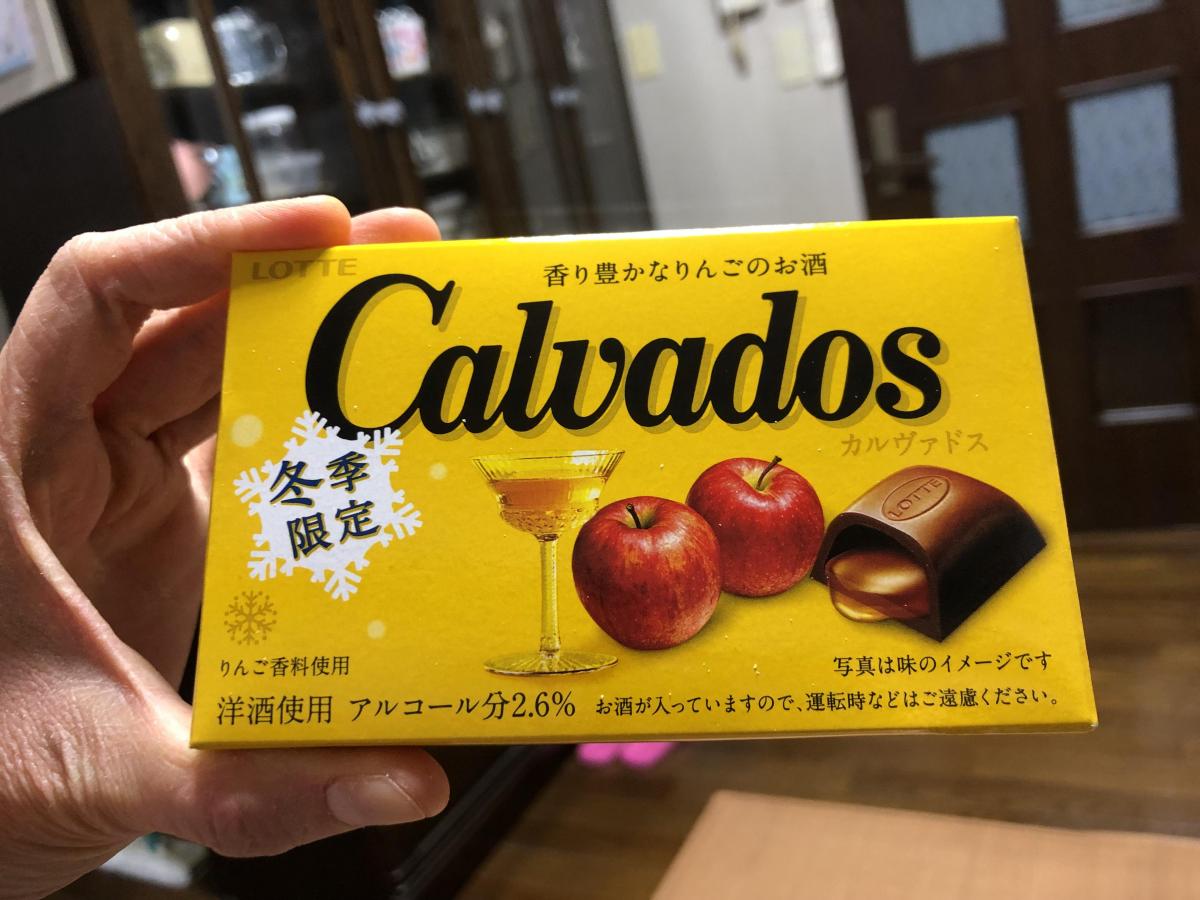 LOTTE
香り豊かなりんごのお酒
Calvados
カルヴァドス
冬季
限定
LOTTE
りんご香料使用
写真は味のイメージです
洋酒使用 アルコール分2.6% お酒が入っていますので、運転時などはご遠慮ください。